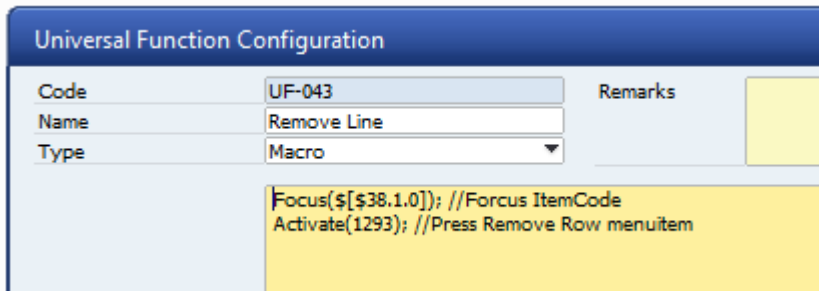 Universal Function Configuration
Code UF-043 Remarks
Name Remove Line
Type Macro
Focus($[$38.1.0]); //Forcus ItemCode
Activate(1293); //Press Remove Row menuitem